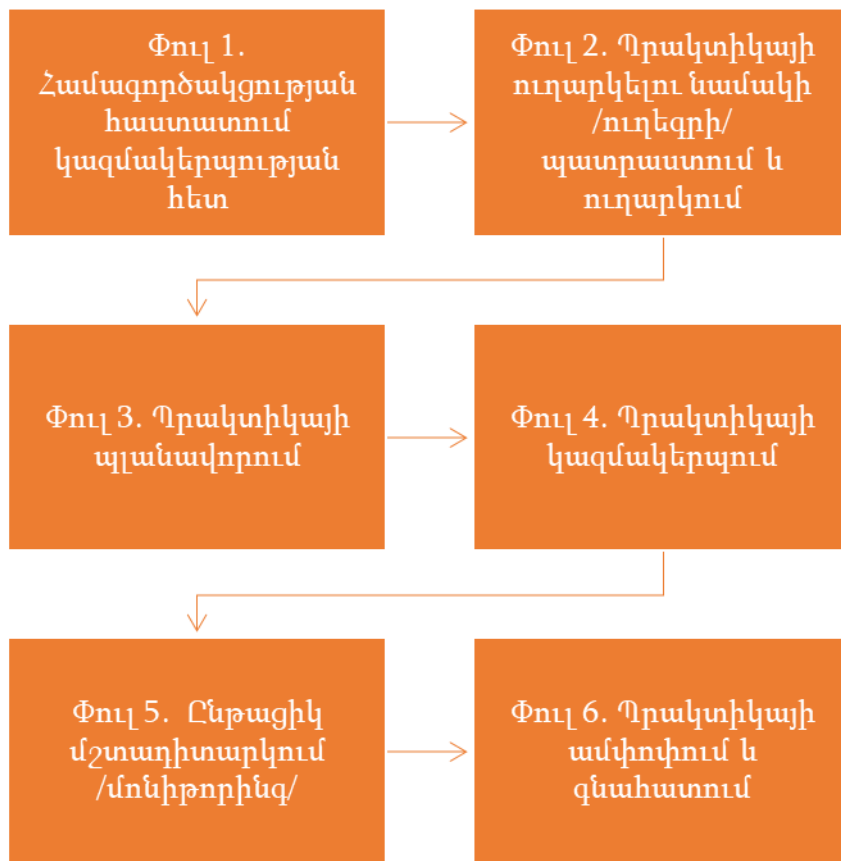 Փուլ 1.
Համագործակցության
հաստատում
կազմակերպության
հետ
Փուլ 2. Պրակտիկայի
ուղարկելու նամակի
/ուղեգրի/
պատրաստում և
ուղարկում
Փուլ 3. Պրակտիկայի
պլանավորում
Փուլ 4. Պրակտիկայի
կազմակերպում
Փուլ 5. Ընթացիկ
մշտադիտարկում
/մոնիթորինգ/
Փուլ 6. Պրակտիկայի
ամփոփում և
գնահատում